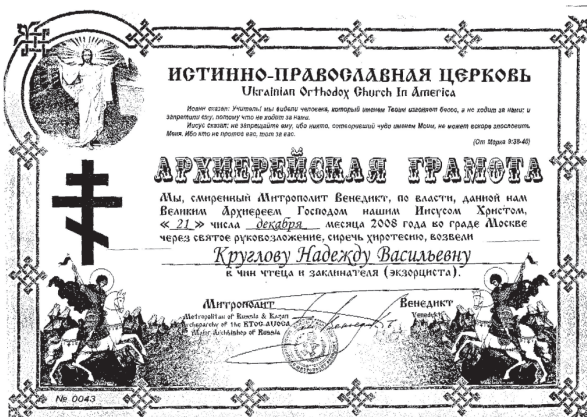 ИСТИННО-ПРАВОСЛАВНАЯ ЦЕРКОВЬ
Ukrainian Orthodox Church In America
Иоанн сказал: Учитель! мы видели человека, который именем Твоим изгоняет бесов, а не ходит за нами; и
запретили ему, потому что не ходит за нами.
Иисус сказал: не запрещайте ему, ибо никто, сотворивший чудо именем Моим, не может вскоре злословить
Меня. Ибо кто не против вас, тот за вас.
(От Марка 9:38-40)
АРХИЕРЕЙСКАЯ ГРАМОТА
Мы, смиренный Митрополит Венедикт, по власти, данной нам
Великим Архиереем Господом нашим Иисусом Христом,
« 21 » числа декабря месяца 2008 года во граде Москве
через святое руковозложение, сиречь хиротесию, возвели
Круглову Надежду Васильевну
в чин чтеца и заклинателя (экзорциста).
Митрополит Венедикт
Metropolitan of Russia & Kazan
of the
Major Archbishop of Russia
№ 0043